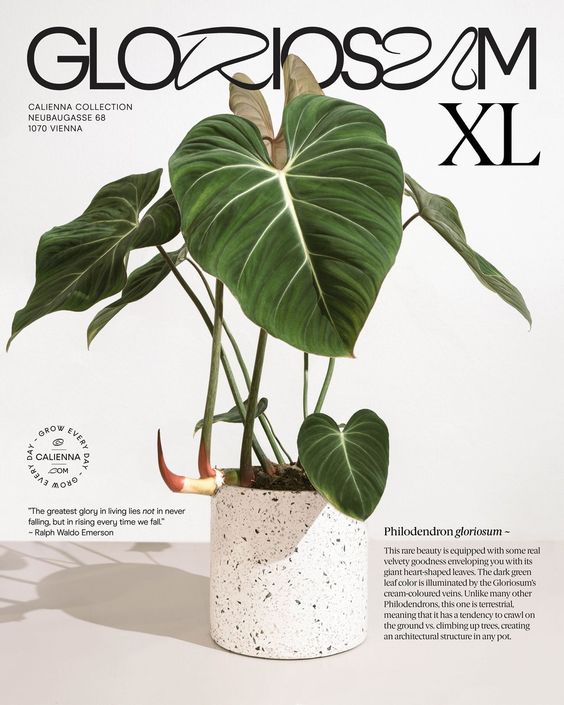 GLORIOSUM
XL
CALIENNA COLLECTION
NEUBAUGASSE 68
1070 VIENNA
GROW EVERY DAY - GROW EVERY DAY -
CALIENNA
.COM
"The greatest glory in living lies not in never
falling, but in rising every time we fall."
~ Ralph Waldo Emerson
Philodendron gloriosum ~
This rare beauty is equipped with some real
velvety goodness enveloping you with its
giant heart-shaped leaves. The dark green
leaf color is illuminated by the Gloriosum's
cream-coloured veins. Unlike many other
Philodendrons, this one is terrestrial,
meaning that it has a tendency to crawl on
the ground vs. climbing up trees, creating
an architectural structure in any pot.